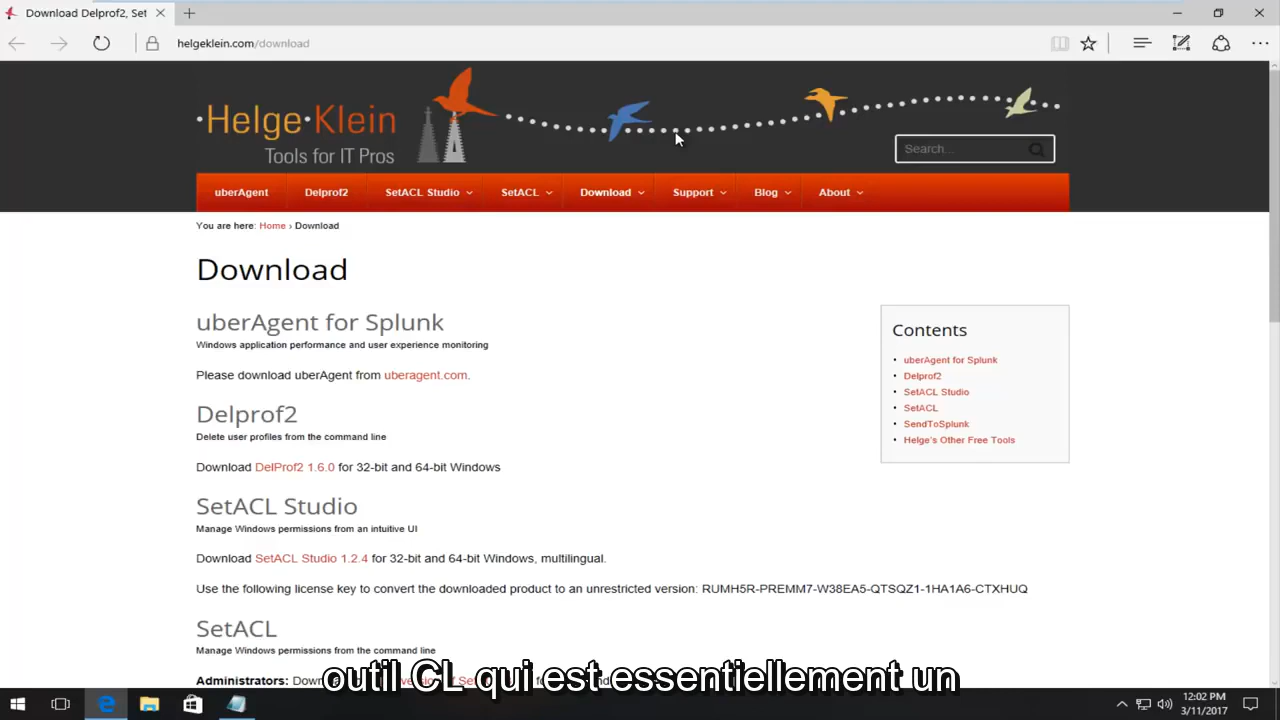 Download Delprof2, Set
helgeklein.com/download
Helge·Klein
Tools for IT Pros
Search...
uberAgent Delprof2 SetACL Studio SetACL Download Support Blog About
You are here: Home › Download
Download
uberAgent for Splunk
Windows application performance and user experience monitoring
Please download uberAgent from uberagent.com.
Contents
• uberAgent for Splunk
• Delprof2
• SetACL Studio
• SetACL
• SendToSplunk
• Helge's Other Free Tools
Delprof2
Delete user profiles from the command line
Download DelProf2 1.6.0 for 32-bit and 64-bit Windows
SetACL Studio
Manage Windows permissions from an intuitive UI
Download SetACL Studio 1.2.4 for 32-bit and 64-bit Windows, multilingual.
Use the following license key to convert the downloaded product to an unrestricted version: RUMH5R-PREMM7-W38EA5-QTSQZ1-1HA1A6-CTXHUQ
SetACL
Manage Windows permissions from the command line
Administrators:
outil CL qui est essentiellement un
12:02 PM
3/11/2017